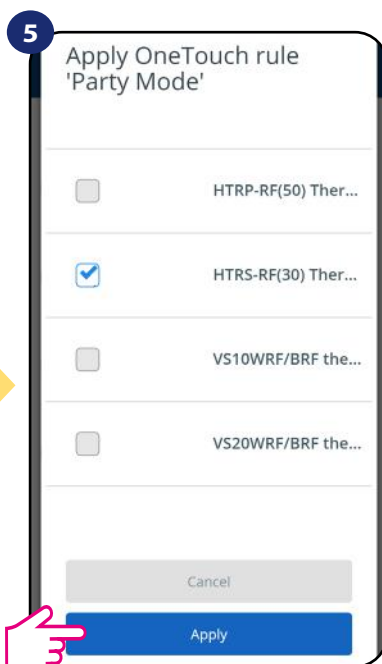 5
Apply OneTouch rule
'Party Mode'
HTRP-RF(50) Ther...
HTRS-RF(30) Ther...
VS10WRF/BRF the...
VS20WRF/BRF the...
Cancel
Apply